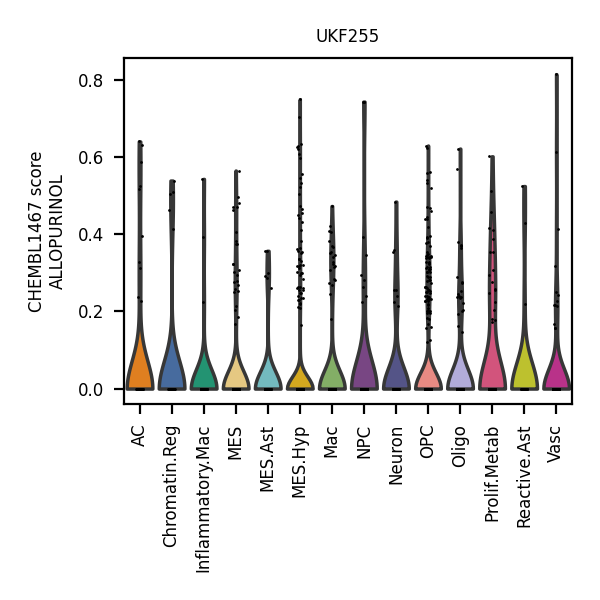 UKF255
CHEMBL1467 score
ALLOPURINOL
0.8
0.6
0.4
0.2
0.0
AC
Chromatin.Reg
Inflammatory.Mac
MES
MES.Ast
MES.Hyp
Mac
NPC
Neuron
OPC
Oligo
Prolif.Metab
Reactive.Ast
Vasc